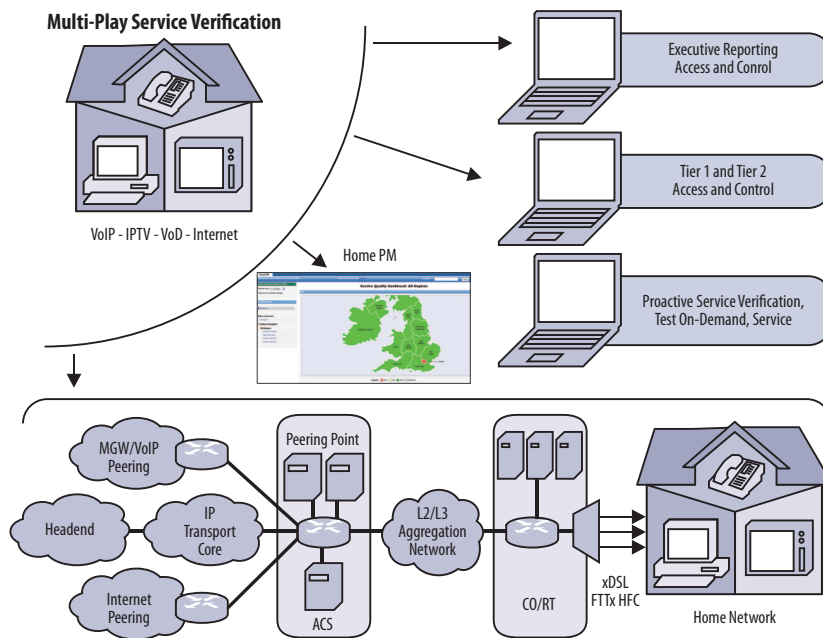 Multi-Play Service Verification
VoIP - IPTV - VoD - Internet
Executive Reporting
Access and Conrol
Tier 1 and Tier 2
Access and Control
Proactive Service Verification,
Test On-Demand, Service
Home PM
Service Quality Dashboard: All Regions
MGW/VoIP
Peering
Headend
IP
Transport
Core
Internet
Peering
Peering Point
ACS
L2/L3
Aggregation
Network
CO/RT
xDSL
FTTx HFC
Home Network